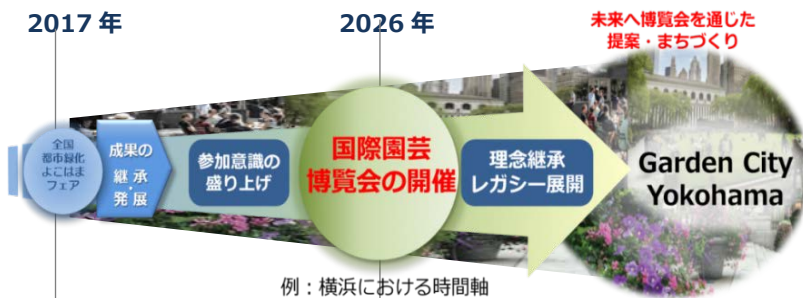 2017 年
2026 年
未来へ博覧会を通じた
提案・まちづくり
全国
都市緑化
よこはま
フェア
成果の
継承
・
発展
参加意識の
盛り上げ
国際園芸
博覧会の開催
理念継承
レガシー展開
Garden City
Yokohama
例：横浜における時間軸